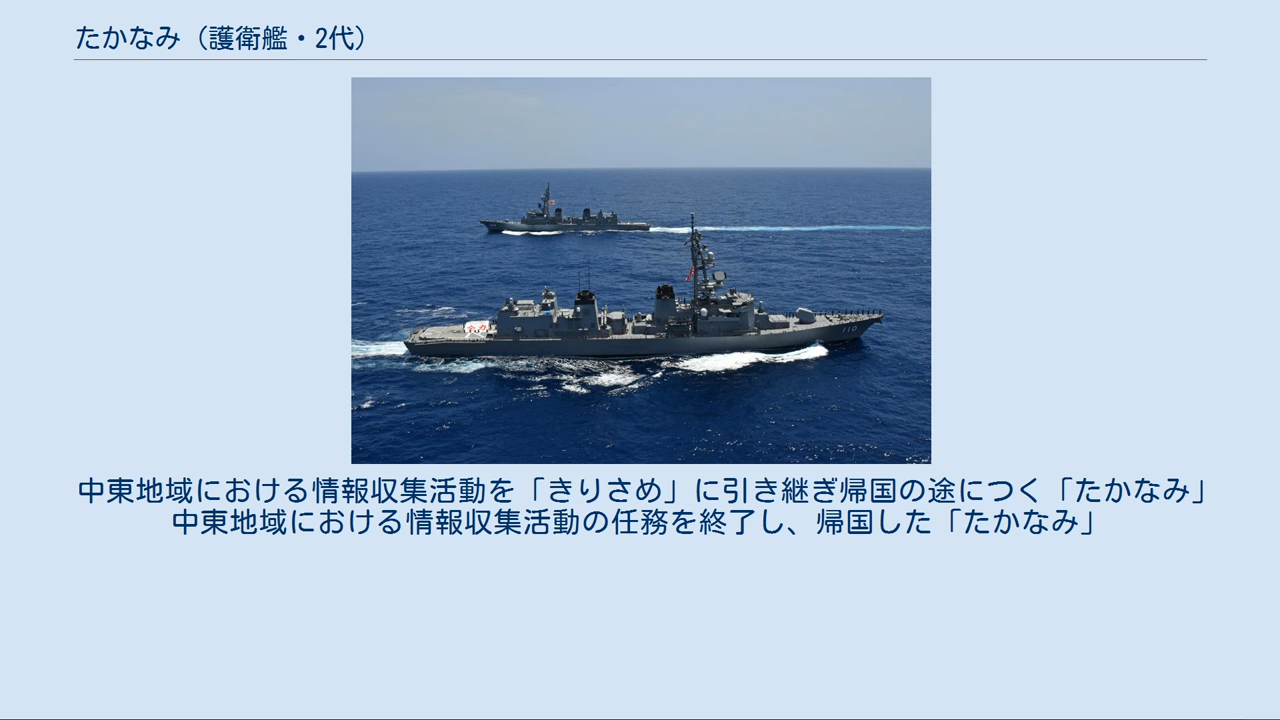 たかなみ（護衛艦・2代）
110
中東地域における情報収集活動を「きりさめ」に引き継ぎ帰国の途につく「たかなみ」
中東地域における情報収集活動の任務を終了し、帰国した「たかなみ」